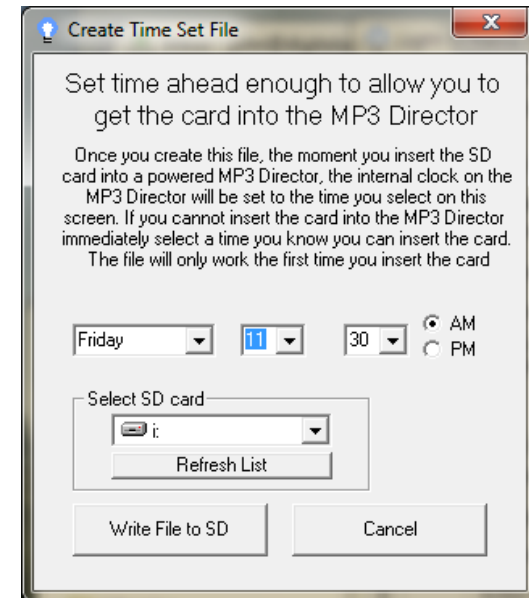 Create Time Set File
Set time ahead enough to allow you to
get the card into the MP3 Director
Once you create this file, the moment you insert the SD
card into a powered MP3 Director, the internal clock on the
MP3 Director will be set to the time you select on this
screen. If you cannot insert the card into the MP3 Director
immediately select a time you know you can insert the card.
The file will only work the first time you insert the card
Friday 11 30 AM
PM
Select SD card
i:
Refresh List
Write File to SD Cancel